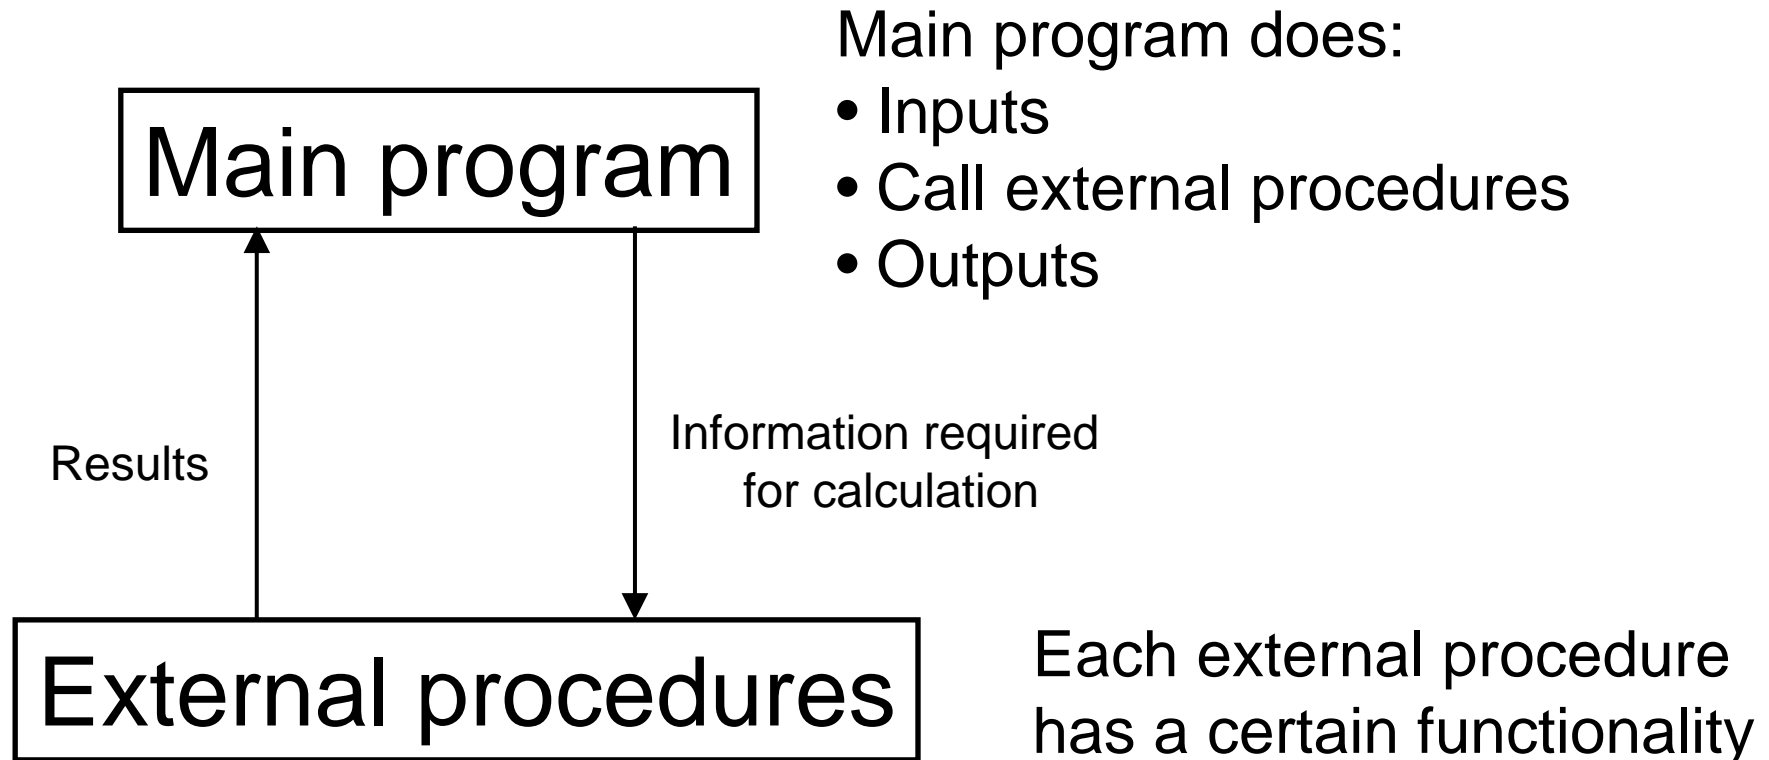 Main program does:
• Inputs
• Call external procedures
• Outputs
Main program
Results
Information required
for calculation
External procedures
Each external procedure
has a certain functionality